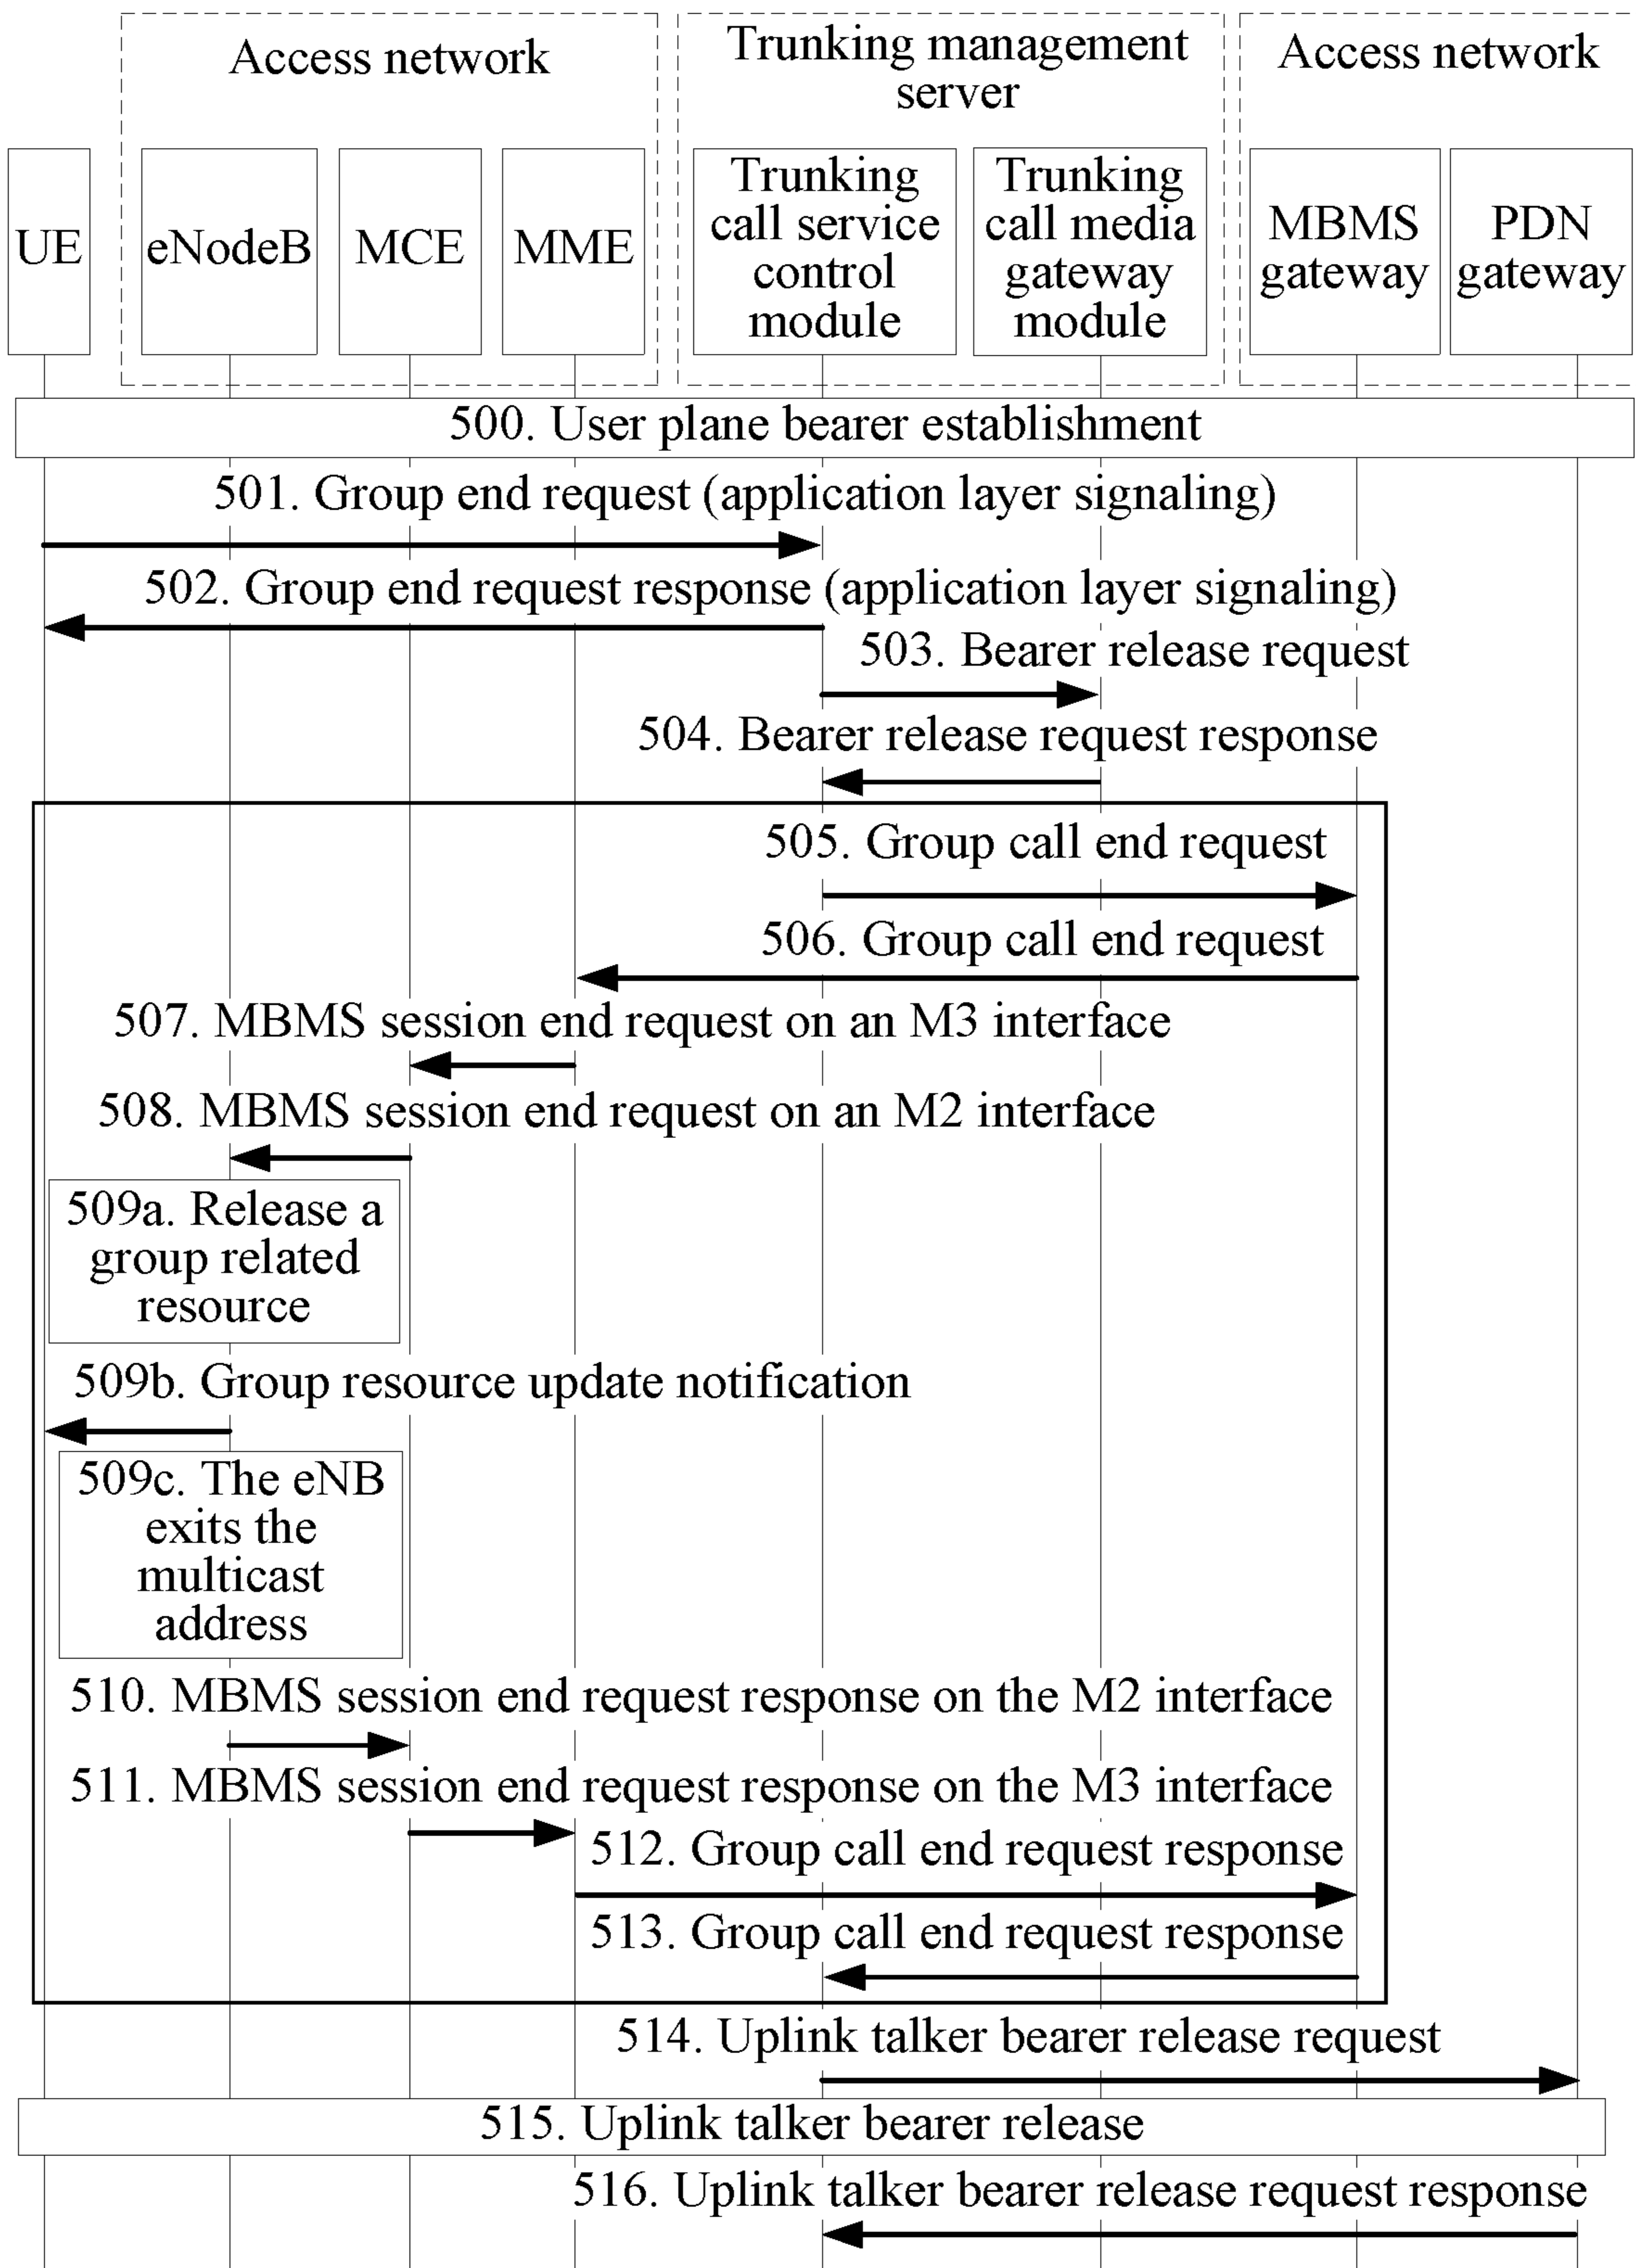 Access network
Trunking management
server
Access network
UE
eNodeB
MCE
MME
Trunking
call service
control
module
Trunking
call media
gateway
module
MBMS
gateway
PDN
gateway
500. User plane bearer establishment
501. Group end request (application layer signaling)
502. Group end request response (application layer signaling)
503. Bearer release request
504. Bearer release request response
505. Group call end request
506. Group call end request
507. MBMS session end request on an M3 interface
508. MBMS session end request on an M2 interface
509a. Release a
group related
resource
509b. Group resource update notification
509c. The eNB
exits the
multicast
address
510. MBMS session end request response on the M2 interface
511. MBMS session end request response on the M3 interface
512. Group call end request response
513. Group call end request response
514. Uplink talker bearer release request
515. Uplink talker bearer release
516. Uplink talker bearer release request response